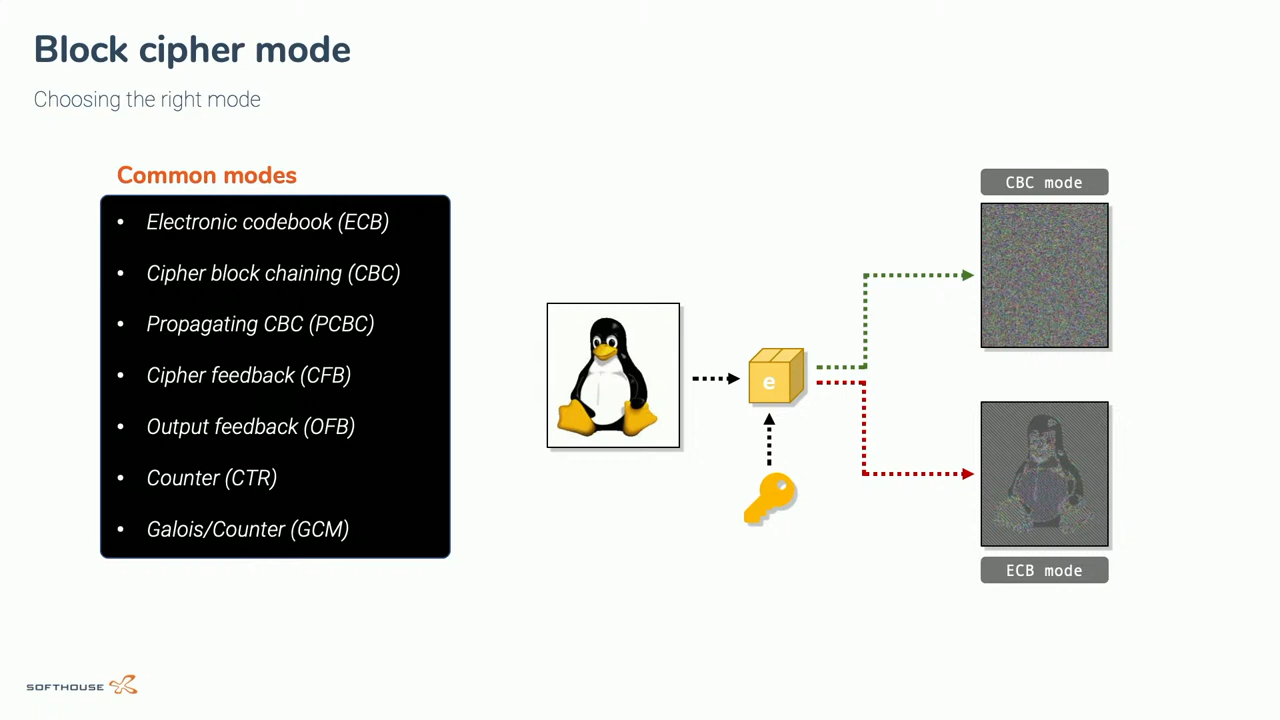 Block cipher mode
Choosing the right mode
Common modes
• Electronic codebook (ECB)
• Cipher block chaining (CBC)
• Propagating CBC (PCBC)
• Cipher feedback (CFB)
• Output feedback (OFB)
• Counter (CTR)
• Galois/Counter (GCM)
CBC mode
e
ECB mode
SOFTHOUSE